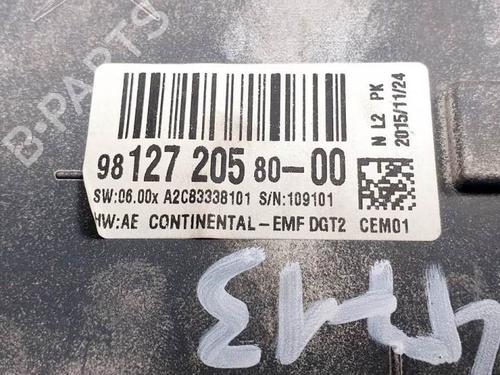 B-PARTS
98 127 205 80-00
SW:06.00x A2C83338101 S/N:109101
HW:AE CONTINENTAL-EMF DGT2 CEM01
N L2 PK
2015/11/24